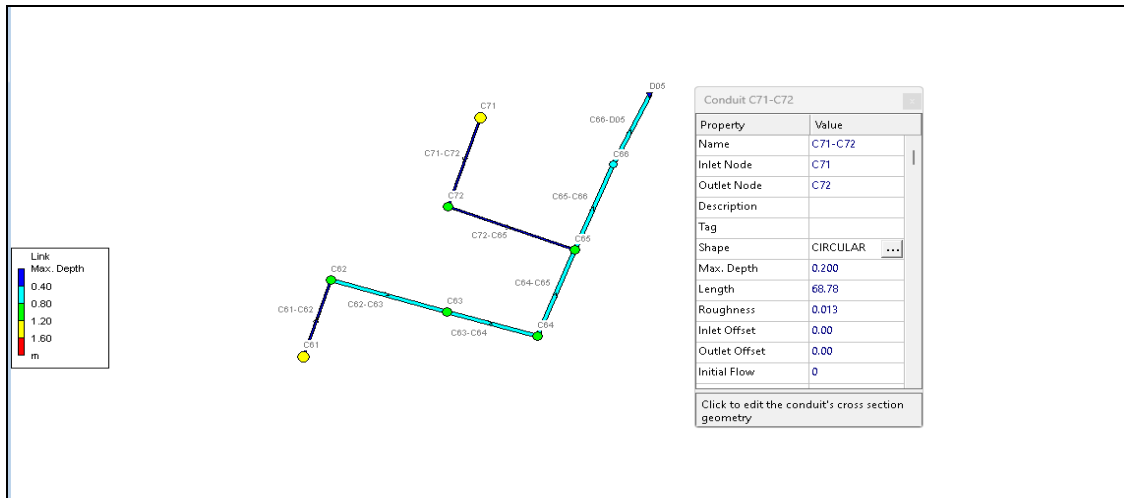 D05
C71
C66-D05
C71-C72
C66
C72
C65-C66
C72-C65
C65
C62
C64-C65
C62-C63
C63
C61-C62
C63-C64
C64
C61
Link
Max. Depth
0.40
0.80
1.20
1.60
m
Conduit C71-C72
Property Value
Name C71-C72
Inlet Node C71
Outlet Node C72
Description
Tag
Shape CIRCULAR ...
Max. Depth 0.200
Length 68.78
Roughness 0.013
Inlet Offset 0.00
Outlet Offset 0.00
Initial Flow 0
Click to edit the conduit's cross section
geometry